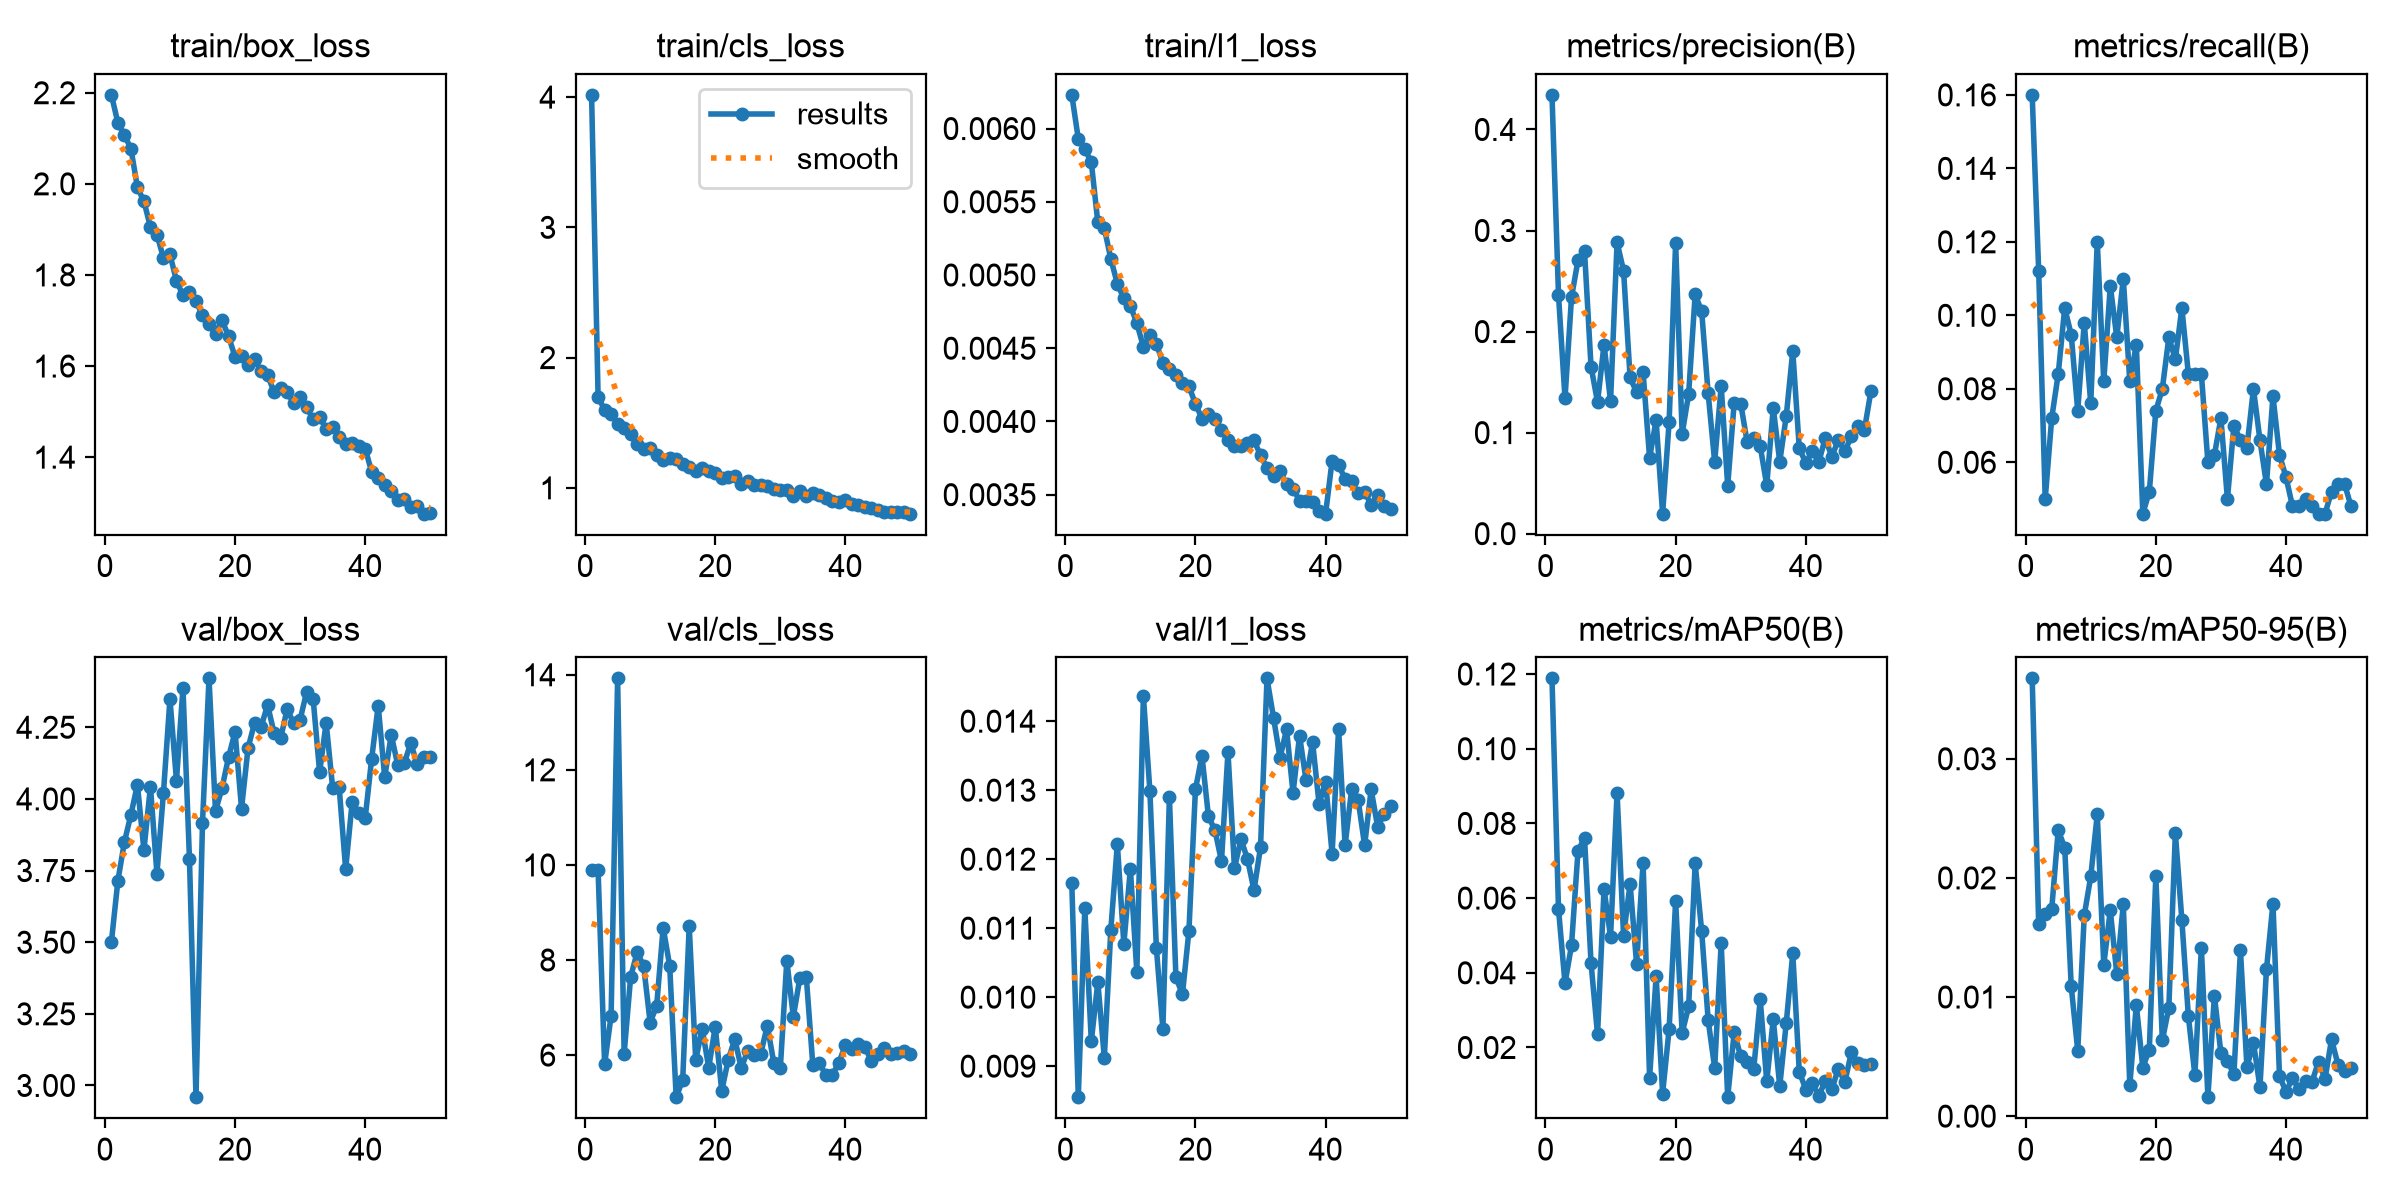 train/box_loss
2.2
2.0
1.8
1.6
1.4
0 20 40
train/cls_loss
results
smooth
4
3
2
1
0 20 40
train/l1_loss
0.0060
0.0055
0.0050
0.0045
0.0040
0.0035
0 20 40
metrics/precision(B)
0.4
0.3
0.2
0.1
0.0
0 20 40
metrics/recall(B)
0.16
0.14
0.12
0.10
0.08
0.06
0 20 40
val/box_loss
4.25
4.00
3.75
3.50
3.25
3.00
0 20 40
val/cls_loss
14
12
10
8
6
0 20 40
val/l1_loss
0.014
0.013
0.012
0.011
0.010
0.009
0 20 40
metrics/mAP50(B)
0.12
0.10
0.08
0.06
0.04
0.02
0 20 40
metrics/mAP50-95(B)
0.03
0.02
0.01
0.00
0 20 40